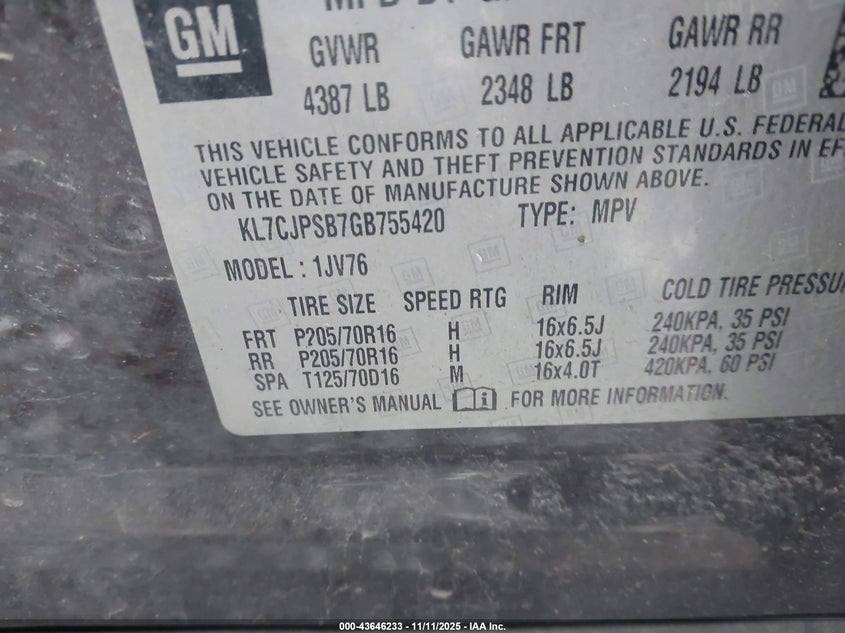 GM
GVWR GAWR FRT GAWR RR
4387 LB 2348 LB 2194 LB
THIS VEHICLE CONFORMS TO ALL APPLICABLE U.S. FEDERAL
VEHICLE SAFETY AND THEFT PREVENTION STANDARDS IN
ON THE DATE OF MANUFACTURE SHOWN ABOVE.
KL7CJPSB7GB755420 TYPE: MPV
MODEL : 1JV76
TIRE SIZE SPEED RTG RIM COLD TIRE
FRT P205/70R16 H 16x6.5J 240KPA, 35 PSI
RR P205/70R16 H 16x6.5J 240KPA, 35 PSI
SPA T125/70D16 M 16x4.0T 420KPA, 60 PSI
SEE OWNER'S MANUAL i FOR MORE INFORMATION.
000-43646233 - 11/11/2025 - IAA Inc.